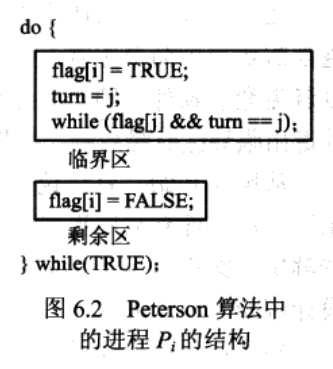 do {
flag[i] = TRUE;
turn = j;
while (flag[j] && turn == j);
临界区
flag[i] = FALSE;
剩余区
} while(TRUE);
图 6.2 Peterson 算法中
的进程 Pi 的结构